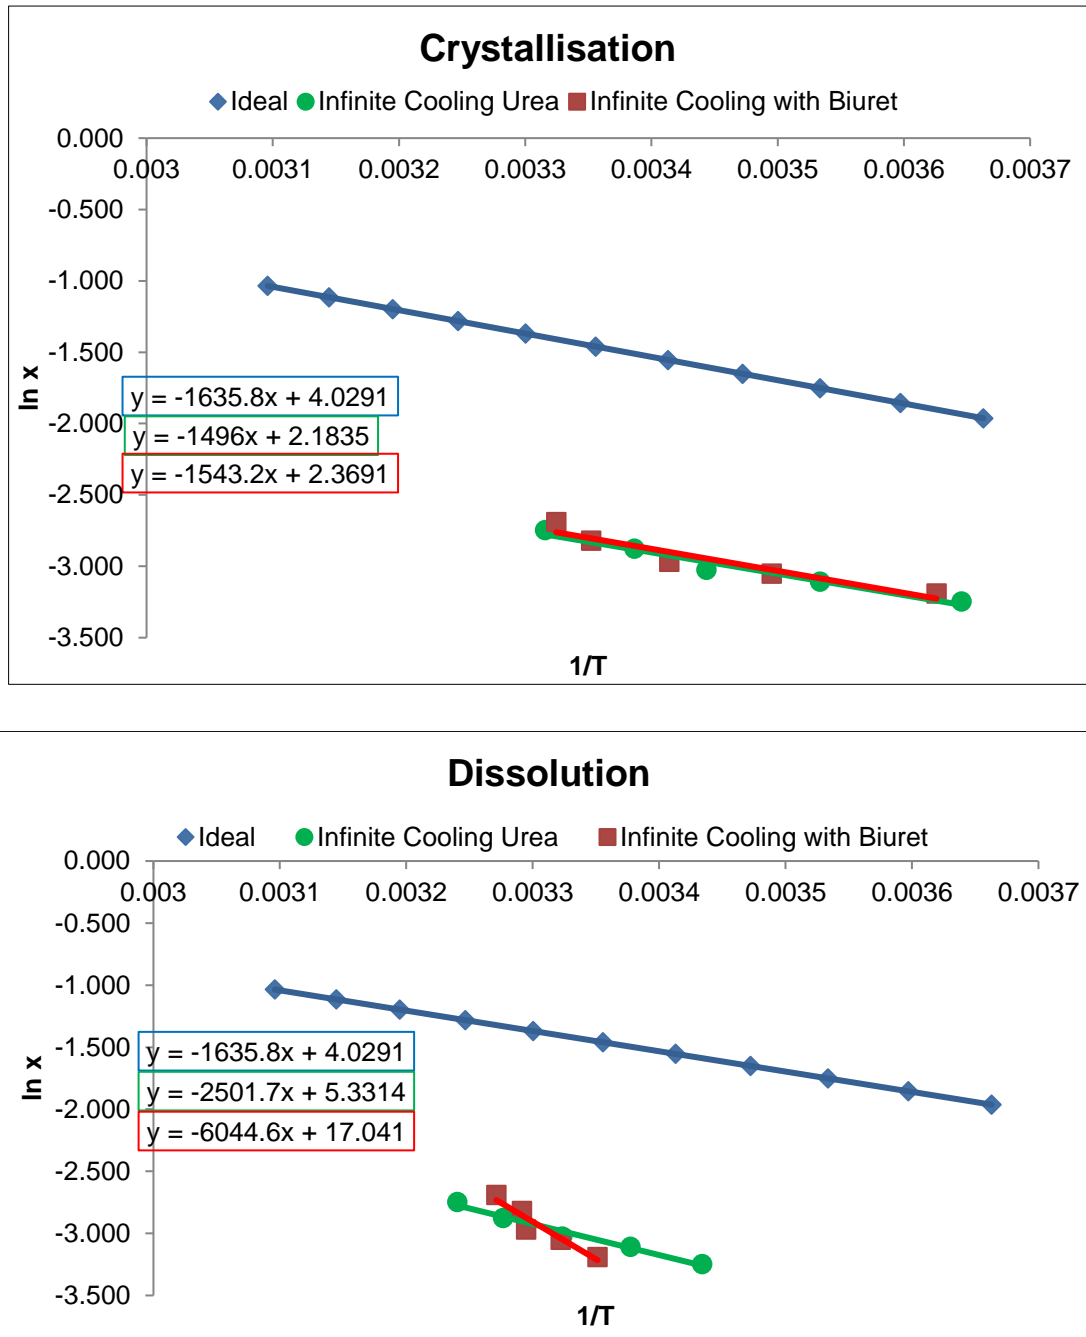 Crystallisation
Ideal Infinite Cooling Urea Infinite Cooling with Biuret
0.000
0.003 0.0031 0.0032 0.0033 0.0034 0.0035 0.0036 0.0037
-0.500
-1.000
-1.500
ln x
y = -1635.8x + 4.0291
-2.000
y = -1496x + 2.1835
y = -1543.2x + 2.3691
-2.500
-3.000
-3.500
1/T
Dissolution
Ideal Infinite Cooling Urea Infinite Cooling with Biuret
0.000
0.003 0.0031 0.0032 0.0033 0.0034 0.0035 0.0036 0.0037
-0.500
-1.000
-1.500
ln x
y = -1635.8x + 4.0291
y = -2501.7x + 5.3314
-2.000
y = -6044.6x + 17.041
-2.500
-3.000
-3.500
1/T